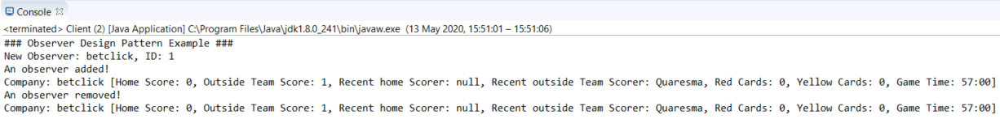 Console
<terminated> Client (2) [Java Application] C:\Program Files\Java\jdk1.8.0_241\bin\javaw.exe (13 May 2020, 15:51:01 – 15:51:06)
### Observer Design Pattern Example ###
New Observer: betclick, ID: 1
An observer added!
Company: betclick [Home Score: 0, Outside Team Score: 1, Recent home Scorer: null, Recent outside Team Scorer: Quaresma, Red Cards: 0, Yellow Cards: 0, Game Time: 57:00]
An observer removed!
Company: betclick [Home Score: 0, Outside Team Score: 1, Recent home Scorer: null, Recent outside Team Scorer: Quaresma, Red Cards: 0, Yellow Cards: 0, Game Time: 57:00]